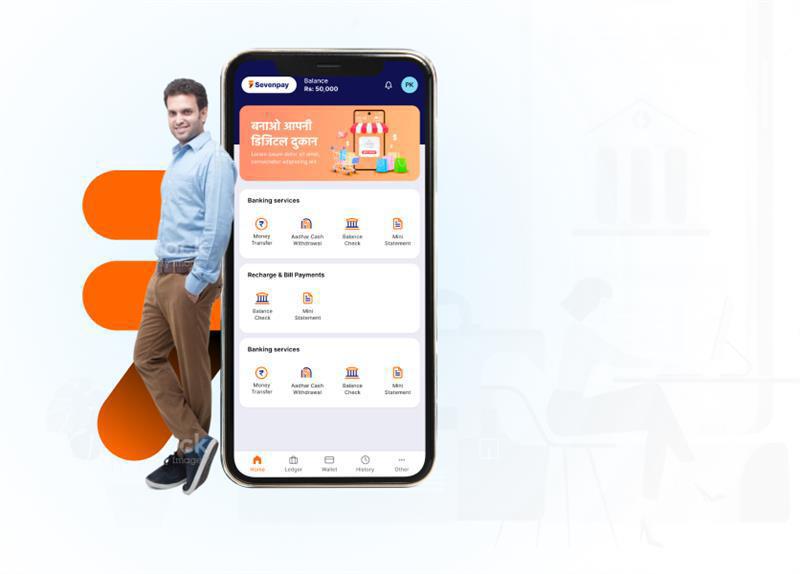 Sevenpay
Balance
Rs: 50,000
PK
बनाओ आपनी
डिजिटल दुकान
Lorem ipsum dolor sit amet,
consectetur adipiscing elit
Banking services
Money
Transfer
Aadhar Cash
Withdrawal
Balance
Check
Mini
Statement
Recharge & Bill Payments
Balance
Check
Mini
Statement
Banking services
Money
Transfer
Aadhar Cash
Withdrawal
Balance
Check
Mini
Statement
Home
Ledger
Wallet
History
Other